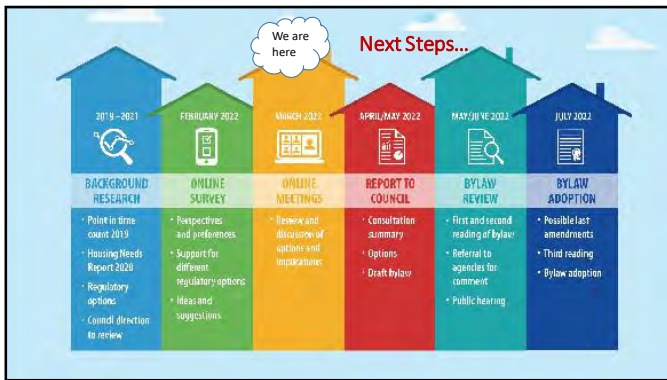 We are
here
Next Steps...
2019-2021
BACKGROUND
RESEARCH
• Point in time
count 2019
• Housing Needs
Report 2020
• Regulatory
options
• Council direction
to review
FEBRUARY 2022
ONLINE
SURVEY
• Perspectives
and preferences
• Support for
different
regulatory options
• Ideas and
suggestions
MARCH 2022
ONLINE
MEETINGS
• Review and
discussion of
options and
implications
APRIL/MAY 2022
REPORT TO
COUNCIL
• Consultation
summary
• Options
• Draft bylaw
MAY/JUNE 2022
BYLAW
REVIEW
• First and second
reading of bylaw
• Referral to
agencies for
comment
• Public hearing
JULY 2022
BYLAW
ADOPTION
• Possible last
amendments
• Third reading
• Bylaw adoption